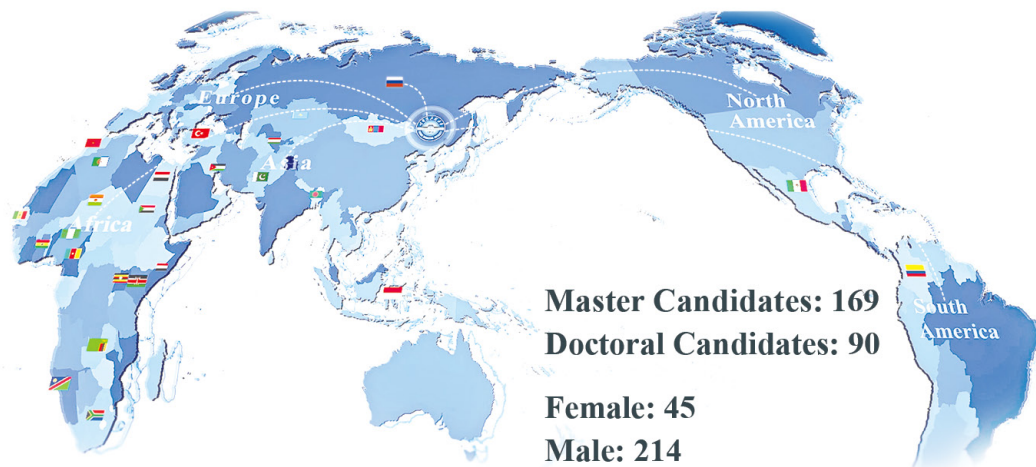 Europe
Asia
Africa
North
America
South
America
Master Candidates: 169
Doctoral Candidates: 90
Female: 45
Male: 214